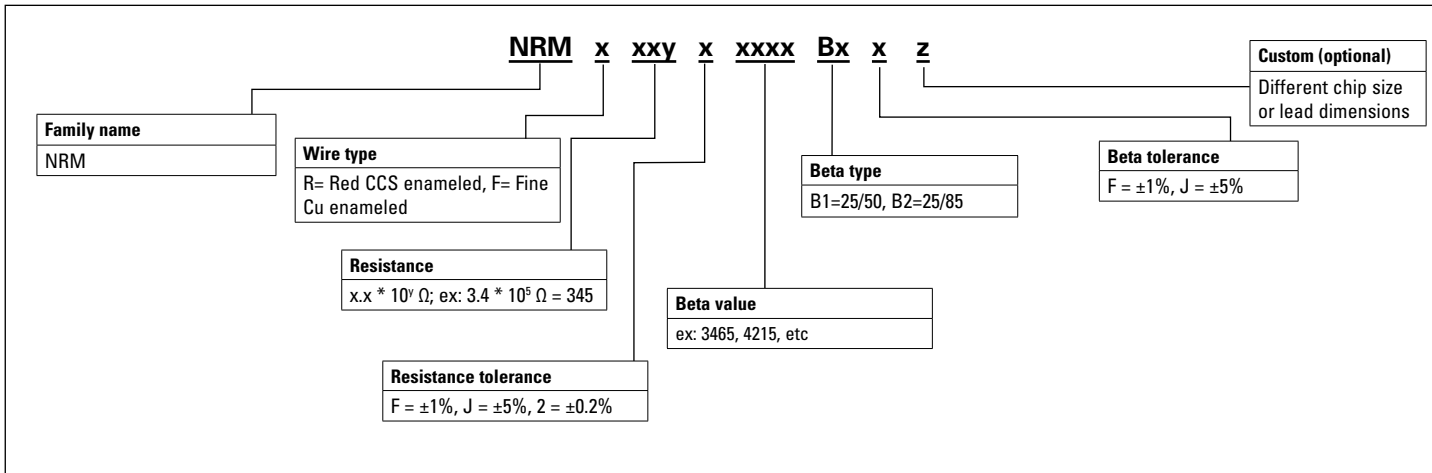 NRM x xxy x xxxx Bx x z
Custom (optional)
Different chip size
or lead dimensions
Family name
NRM
Wire type
R= Red CCS enameled, F= Fine
Cu enameled
Beta type
B1=25/50, B2=25/85
Beta tolerance
F = ±1%, J = ±5%
Resistance
x.x * 10ʸ Ω; ex: 3.4 * 10⁵ Ω = 345
Beta value
ex: 3465, 4215, etc
Resistance tolerance
F = ±1%, J = ±5%, 2 = ±0.2%